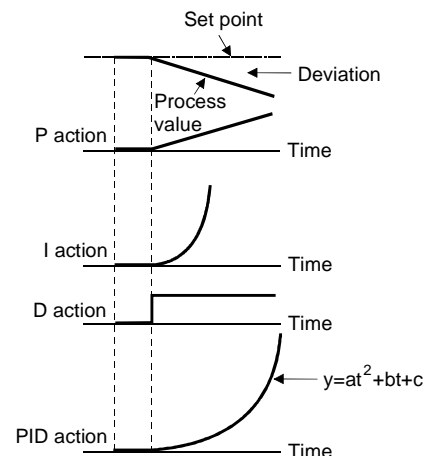 Set point
Deviation
Process
value
P action
Time
I action
Time
D action
Time
y=at²+bt+c
PID action
Time